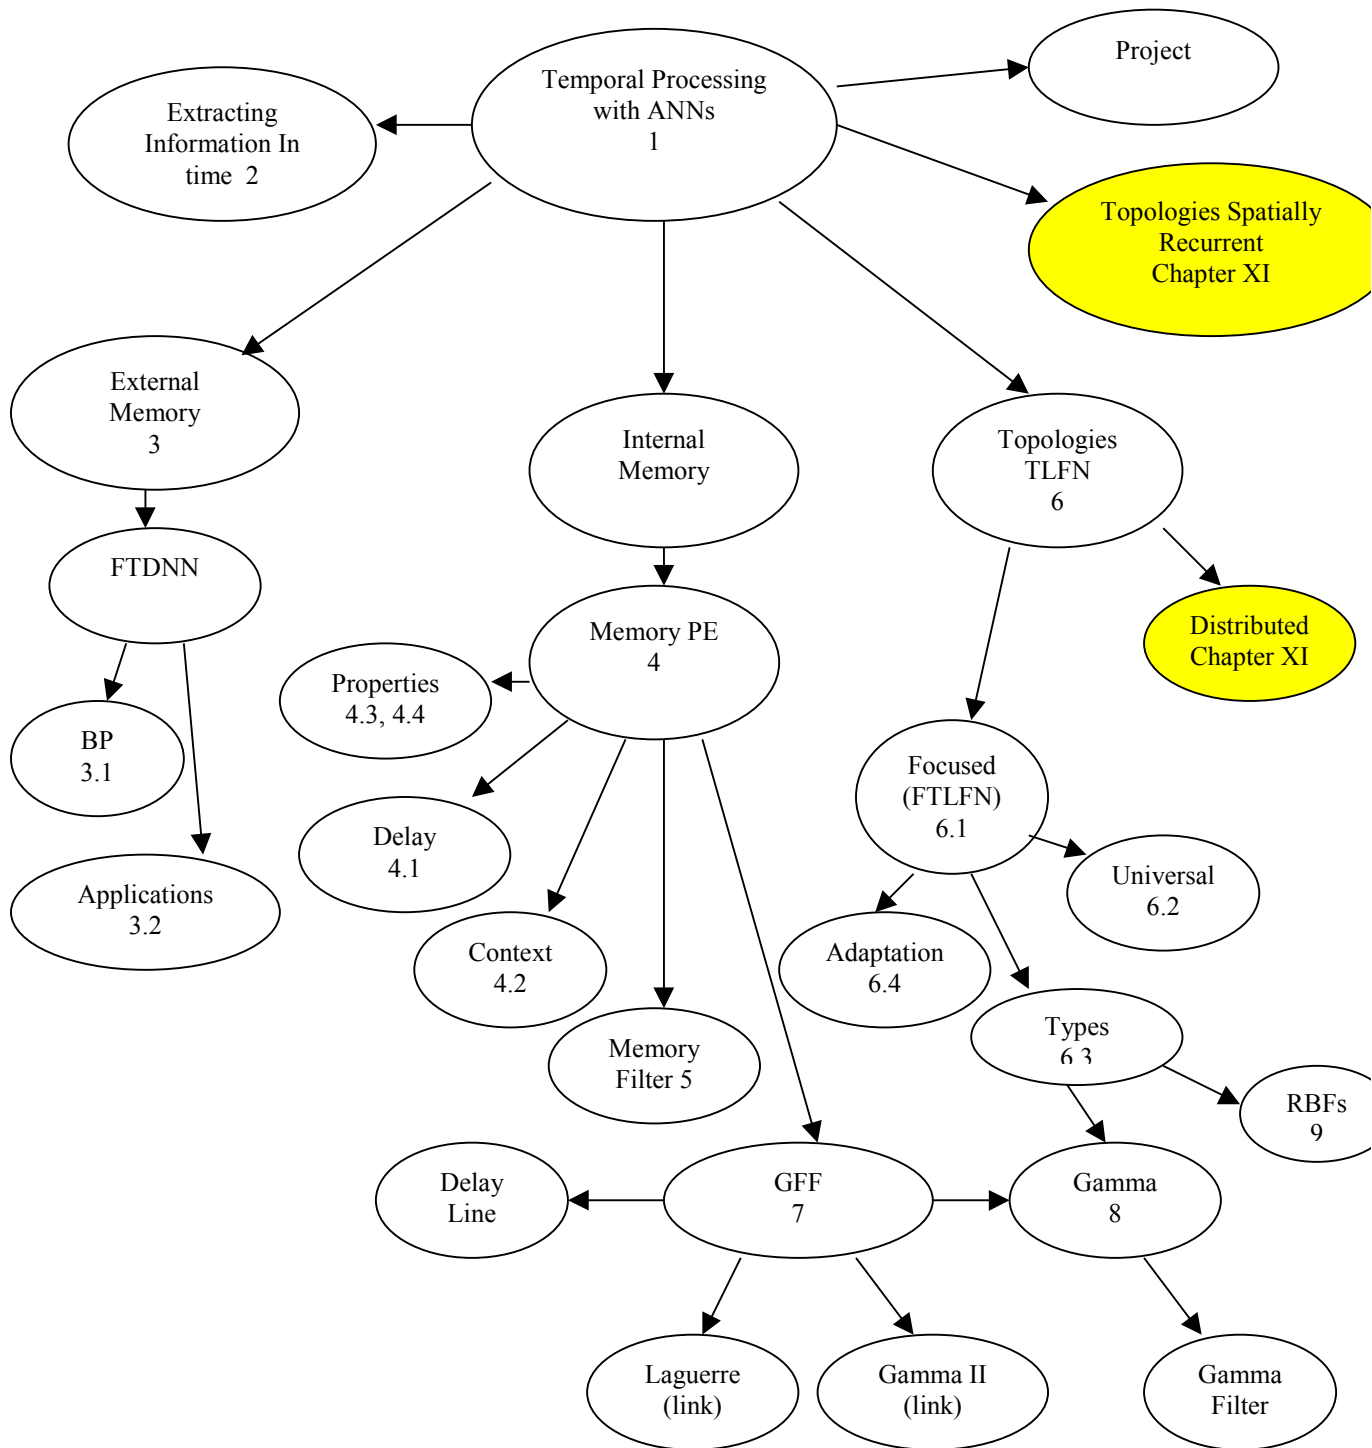 Project
Temporal Processing
with ANNs
1
Extracting
Information In
time 2
Topologies Spatially
Recurrent
Chapter XI
External
Memory
3
Internal
Memory
Topologies
TLFN
6
FTDNN
Memory PE
4
Distributed
Chapter XI
Properties
4.3, 4.4
BP
3.1
Focused
(FTLFN)
6.1
Delay
4.1
Universal
6.2
Applications
3.2
Context
4.2
Adaptation
6.4
Types
6.3
Memory
Filter 5
RBFs
9
Delay
Line
GFF
7
Gamma
8
Laguerre
(link)
Gamma II
(link)
Gamma
Filter